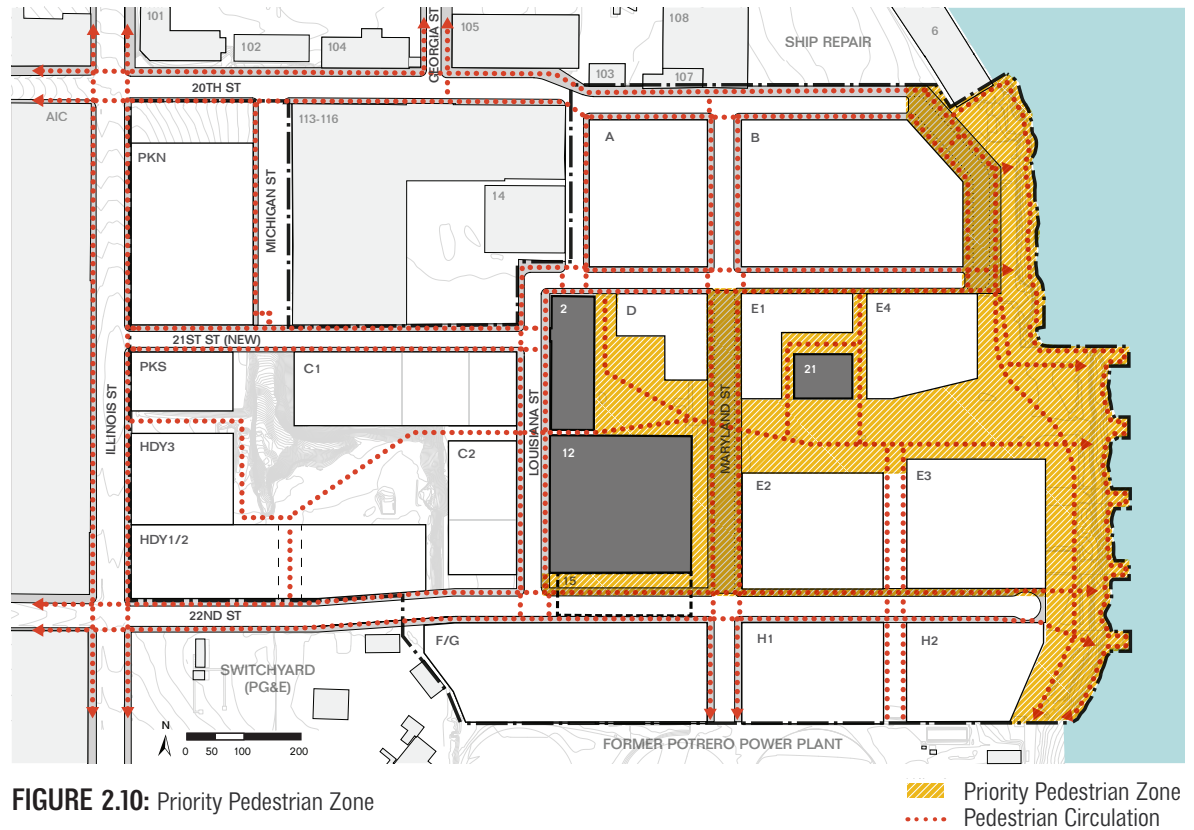 101
102
104
GEORGIA ST
105
108
103
107
SHIP REPAIR
6
20TH ST
AIC
PKN
MICHIGAN ST
113-116
14
A
B
21ST ST (NEW)
2
D
E1
E4
21
PKS
C1
ILLINOIS ST
LOUISIANA ST
MARYLAND ST
HDY3
C2
12
E2
E3
HDY1/2
15
22ND ST
F/G
H1
H2
SWITCHYARD
(PG&E)
N
0 50 100 200
FORMER POTRERO POWER PLANT
FIGURE 2.10: Priority Pedestrian Zone
Priority Pedestrian Zone
Pedestrian Circulation